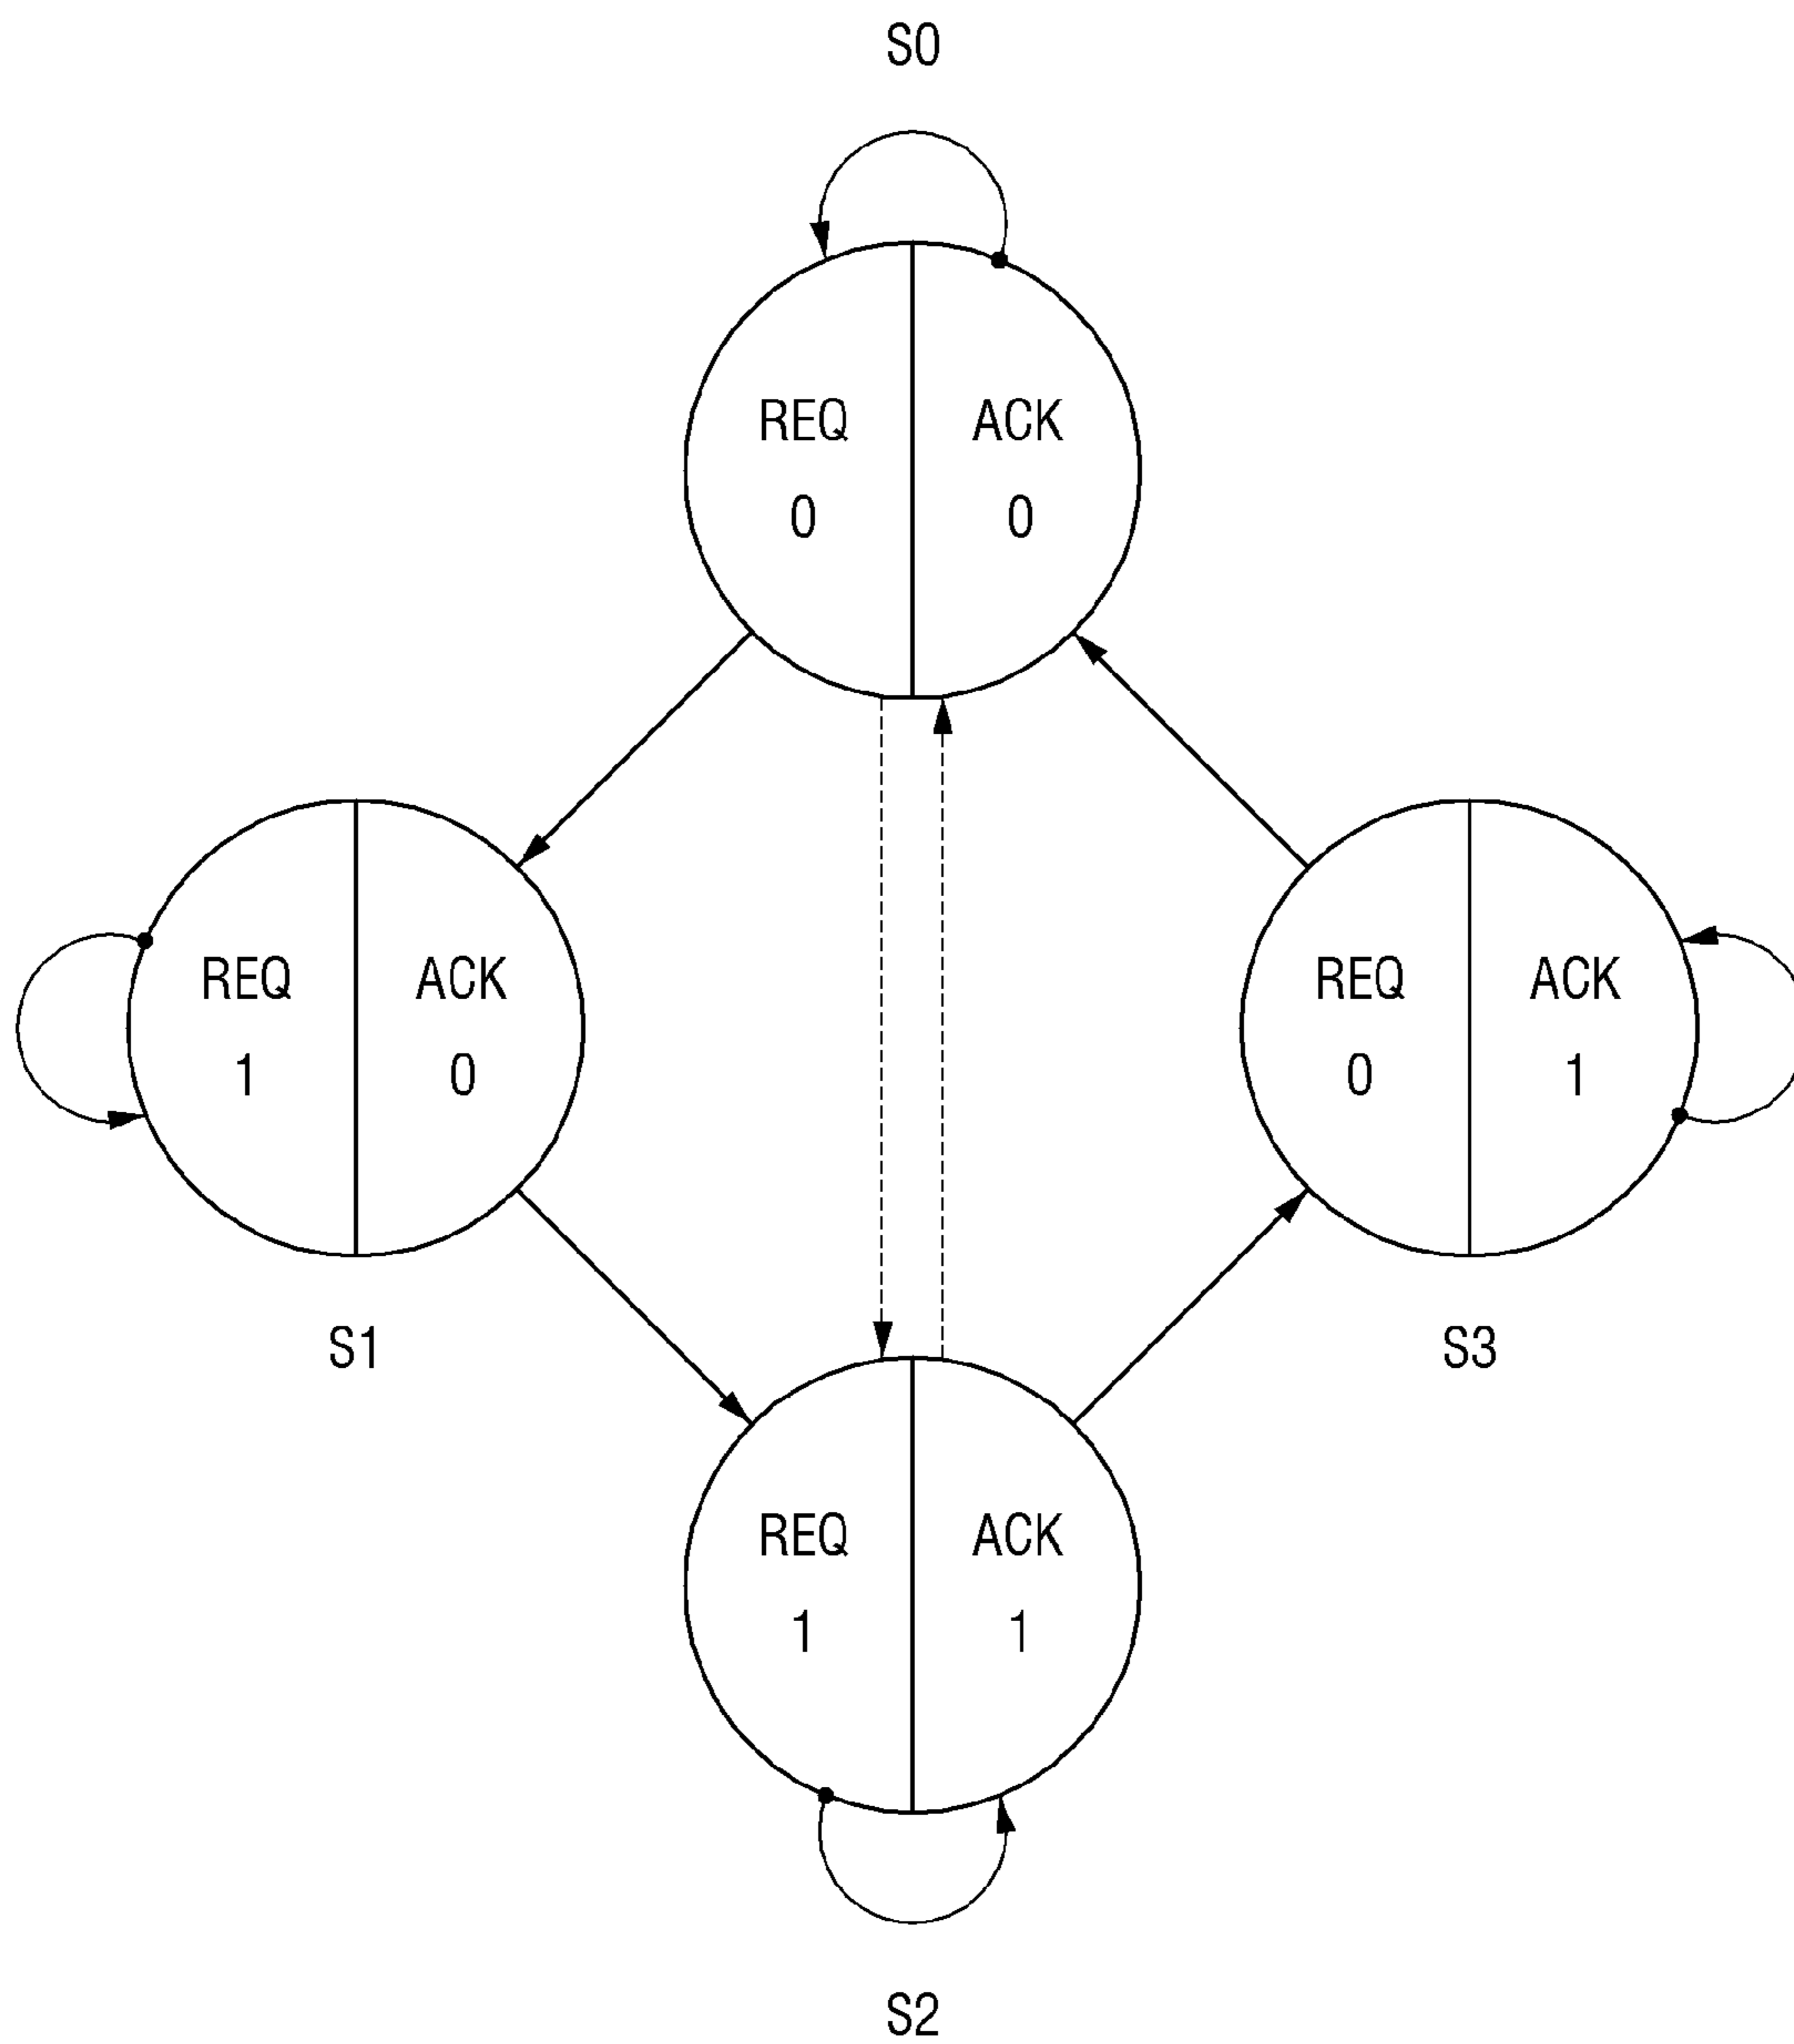 S0
REQ ACK
0 0
REQ ACK
1 0
S1
REQ ACK
0 1
S3
REQ ACK
1 1
S2